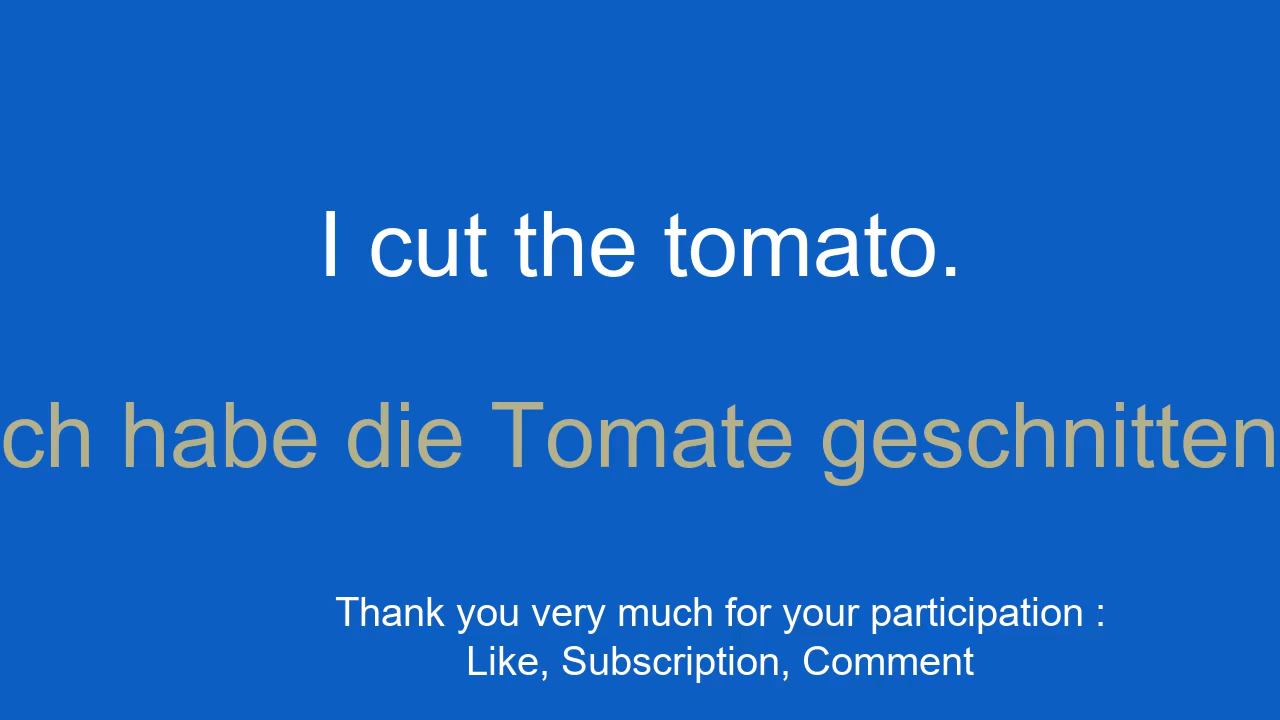 I cut the tomato.
ch habe die Tomate geschnitten
Thank you very much for your participation :
Like, Subscription, Comment